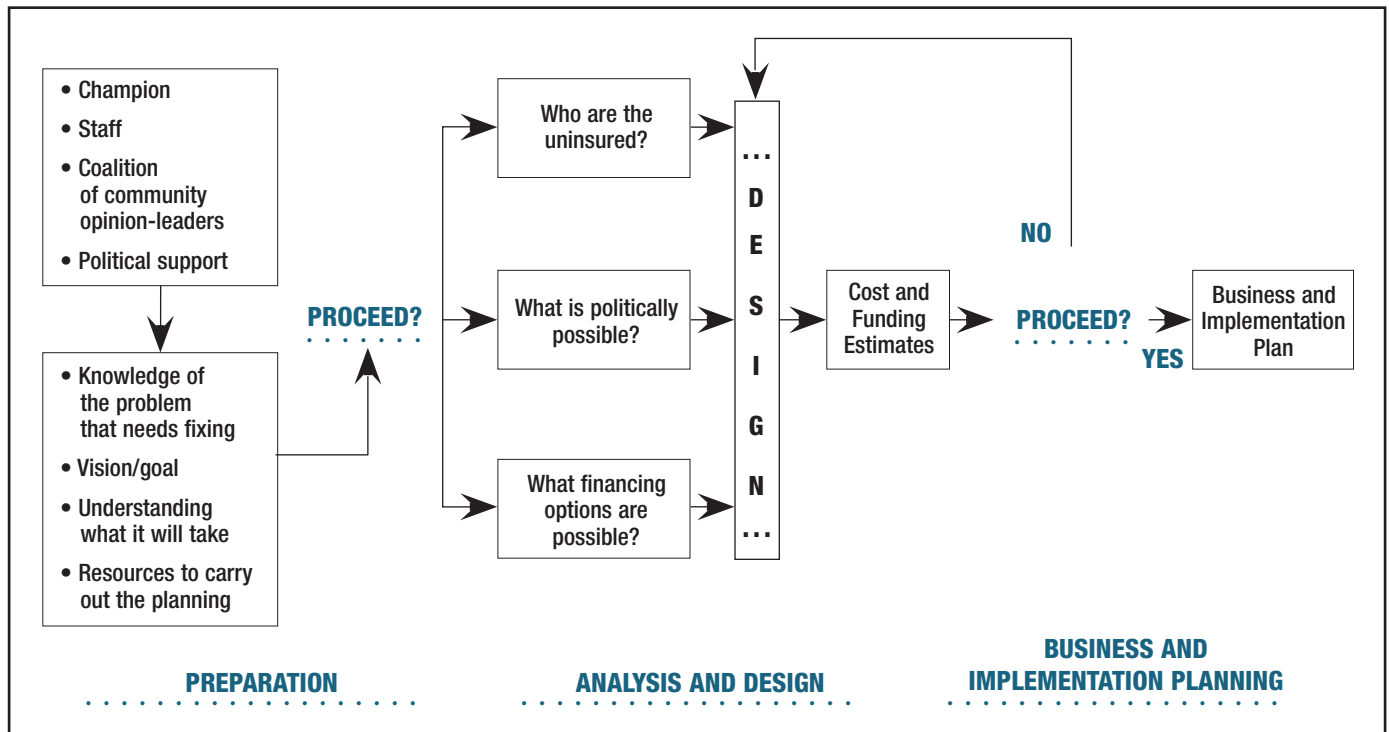 • Champion
• Staff
• Coalition
of community
opinion-leaders
• Political support
• Knowledge of
the problem
that needs fixing
• Vision/goal
• Understanding
what it will take
• Resources to carry
out the planning
PROCEED?
Who are the
uninsured?
What is politically
possible?
What financing
options are
possible?
... DESIGN...
Cost and
Funding
Estimates
NO
PROCEED?
YES
Business and
Implementation
Plan
PREPARATION
ANALYSIS AND DESIGN
BUSINESS AND
IMPLEMENTATION PLANNING